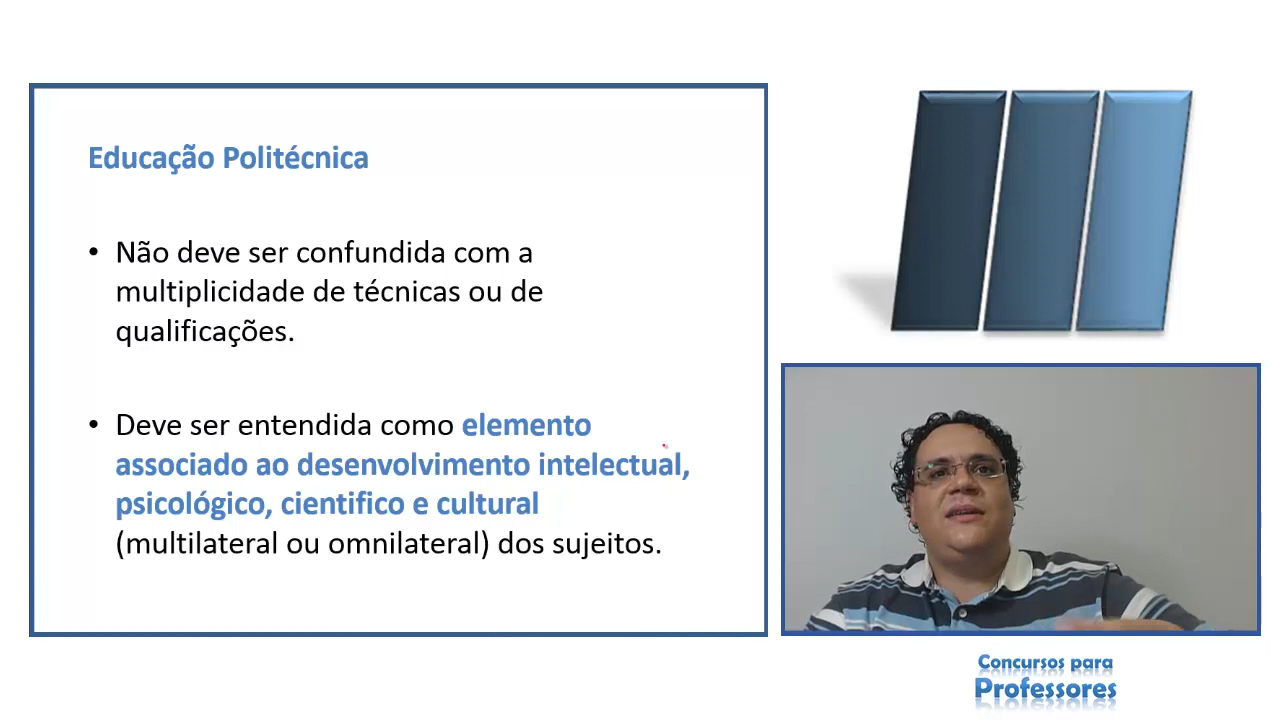 Educação Politécnica
• Não deve ser confundida com a
multiplicidade de técnicas ou de
qualificações.
• Deve ser entendida como elemento
associado ao desenvolvimento intelectual,
psicológico, cientifico e cultural
(multilateral ou omnilateral) dos sujeitos.
Concursos para
Professores